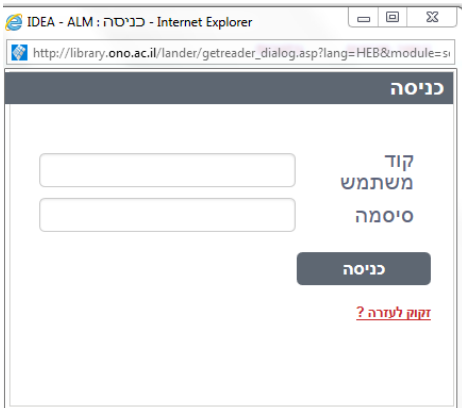 IDEA - ALM : כניסה - Internet Explorer
http://library.ono.ac.il/lander/getreader_dialog.asp?lang=HEB&module=s
כניסה
קוד
משתמש
סיסמה
כניסה
זקוק לעזרה ?